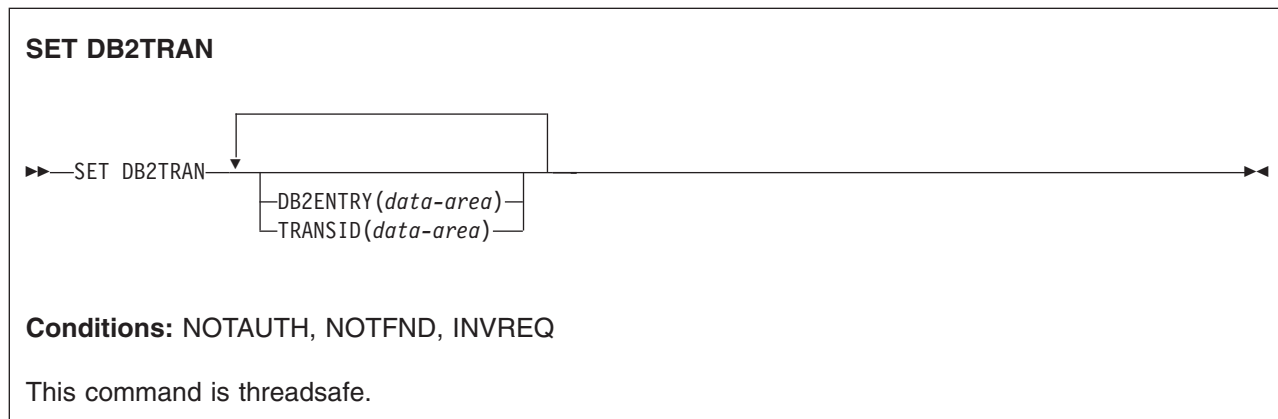 SET DB2TRAN
SET DB2TRAN
DB2ENTRY(data-area)
TRANSID(data-area)
Conditions: NOTAUTH, NOTFND, INVREQ
This command is threadsafe.